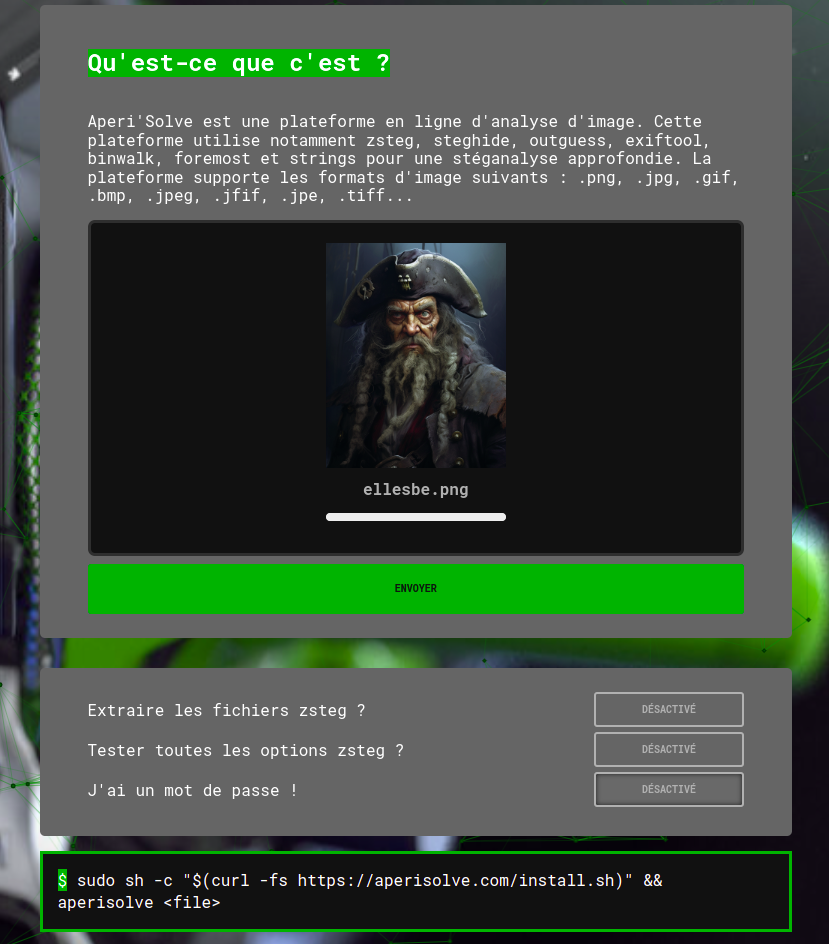 Qu'est-ce que c'est ?
Aperi'Solve est une plateforme en ligne d'analyse d'image. Cette
plateforme utilise notamment zsteg, steghide, outguess, exiftool,
binwalk, foremost et strings pour une stéganalyse approfondie. La
plateforme supporte les formats d'image suivants : .png, .jpg, .gif,
.bmp, .jpeg, .jfif, .jpe, .tiff...
ellesbe.png
ENVOYER
Extraire les fichiers zsteg ?
DÉSACTIVÉ
Tester toutes les options zsteg ?
DÉSACTIVÉ
J'ai un mot de passe !
DÉSACTIVÉ
$ sudo sh -c "$(curl -fs https://aperisolve.com/install.sh)" &&
aperisolve <file>